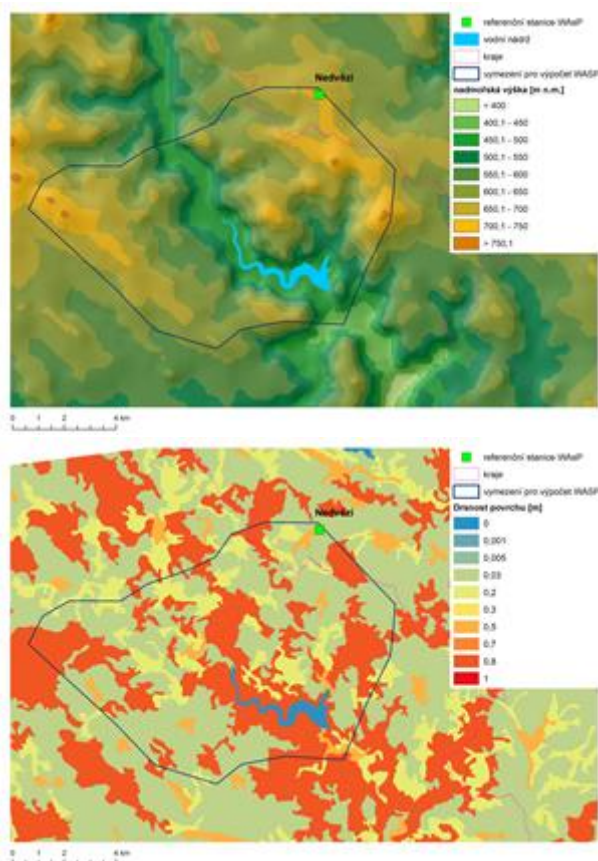 referenční stanice WAsP
vodní nádrž
kraje
vymezení pro výpočet WASP
nadmořská výška [m n.m.]
< 400
400,1 - 450
450,1 - 500
500,1 - 550
550,1 - 600
600,1 - 650
650,1 - 700
700,1 - 750
> 750,1
Nedvězí
0 1 2 4 km
referenční stanice WAsP
kraje
vymezení pro výpočet WASP
Drsnost povrchu [m]
0
0,001
0,005
0,03
0,2
0,3
0,5
0,7
0,8
1
Nedvězí
0 1 2 4 km